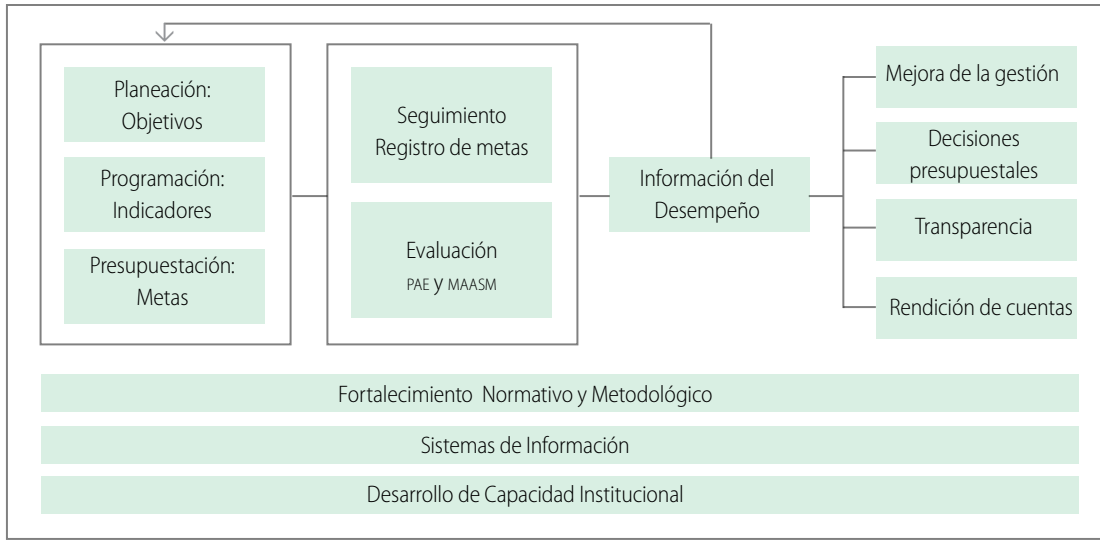 Planeación:
Objetivos
Programación:
Indicadores
Presupuestación:
Metas
Seguimiento
Registro de metas
Evaluación
PAE y MAASM
Información del
Desempeño
Mejora de la gestión
Decisiones
presupuestales
Transparencia
Rendición de cuentas
Fortalecimiento Normativo y Metodológico
Sistemas de Información
Desarrollo de Capacidad Institucional